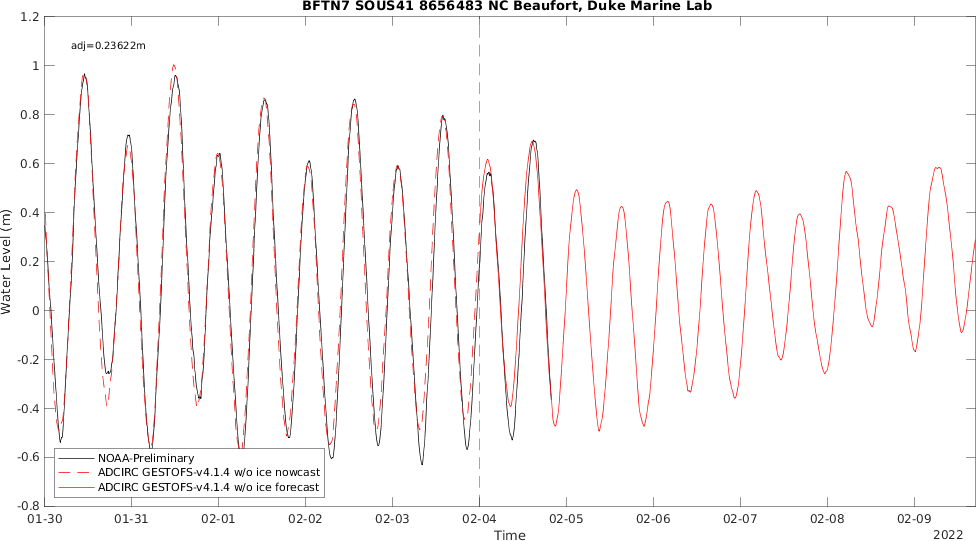 BFTN7 SOUS41 8656483 NC Beaufort, Duke Marine Lab
1.2
1
0.8
0.6
0.4
0.2
0
-0.2
-0.4
-0.6
-0.8
Water Level (m)
adj=0.23622m
NOAA-Preliminary
ADCIRC GESTOFS-v4.1.4 w/o ice nowcast
ADCIRC GESTOFS-v4.1.4 w/o ice forecast
01-30 01-31 02-01 02-02 02-03 02-04 02-05 02-06 02-07 02-08 02-09
Time
2022